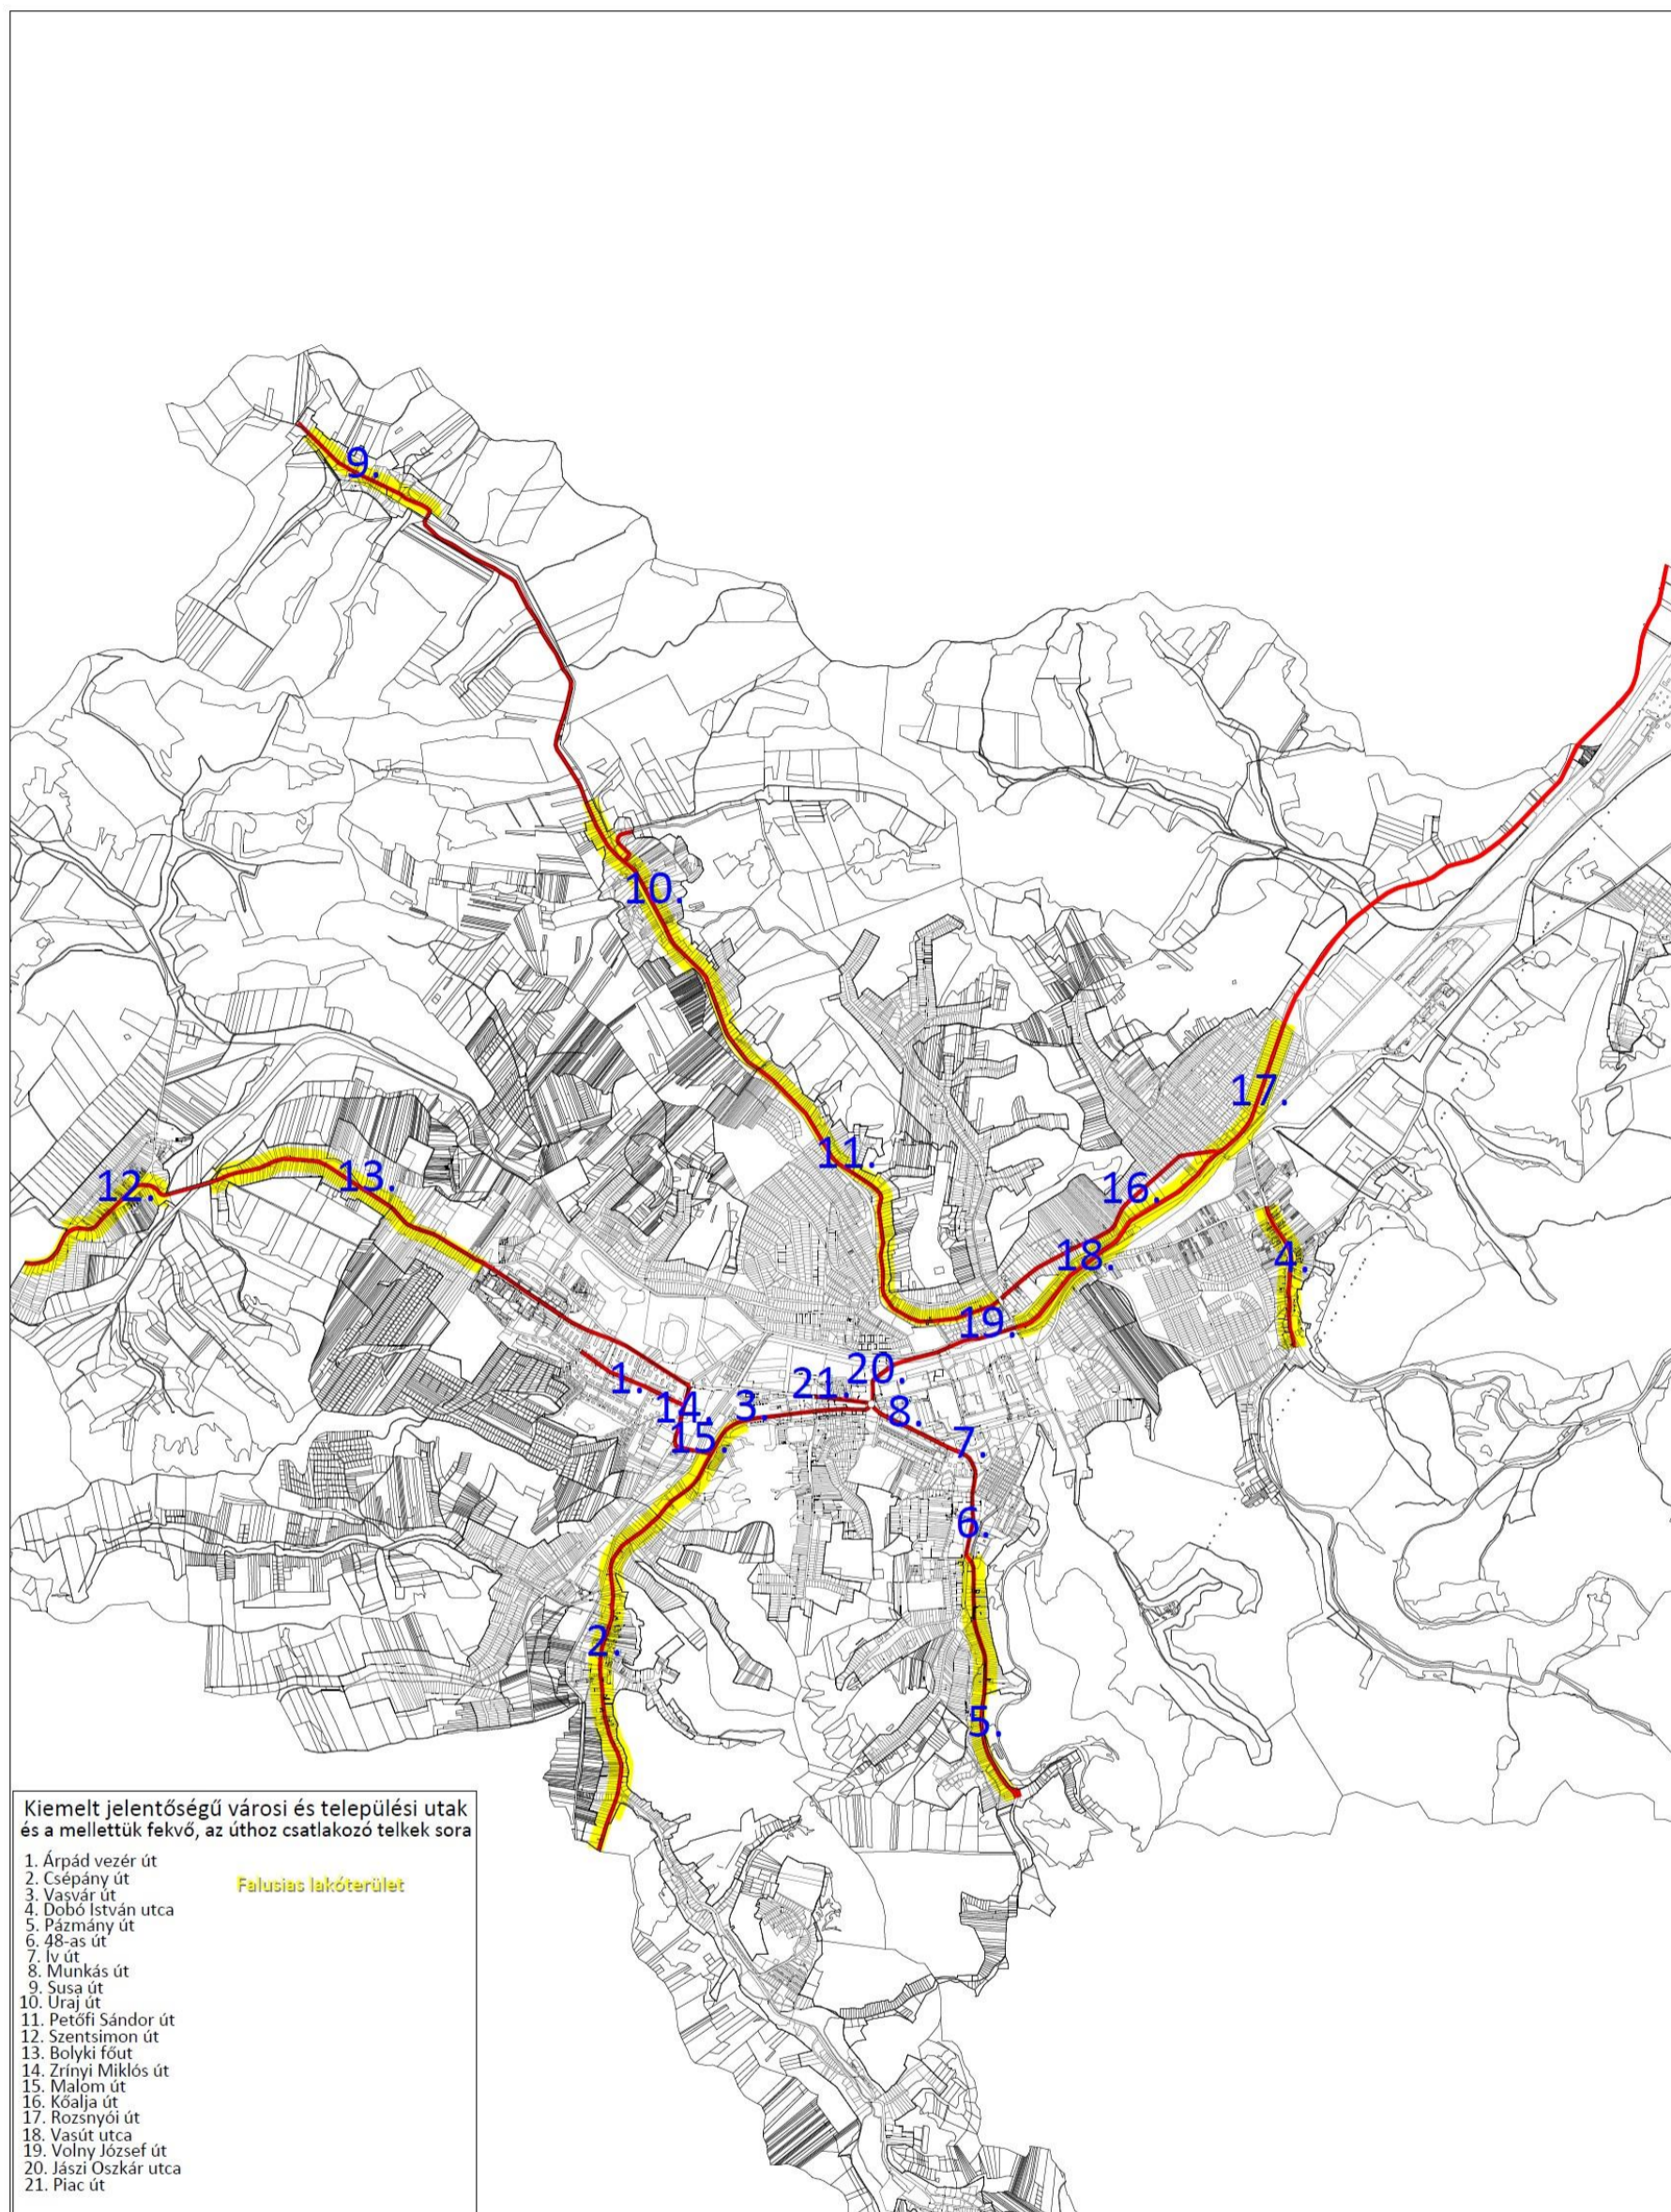 9.
10.
17.
11.
13.
12.
16.
18.
4.
19.
20.
1.
21.
14.
3.
8.
15.
7.
6.
2.
5.
Kiemelt jelentőségű városi és települési utak
és a mellettük fekvő, az úthoz csatlakozó telkek sora
1. Árpád vezér út
2. Csépány út
3. Vasvár út
4. Dobó István utca
5. Pázmány út
6. 48-as út
7. Ív út
8. Munkás út
9. Susa út
10. Uraj út
11. Petőfi Sándor út
12. Szentsimon út
13. Bolyki főut
14. Zrínyi Miklós út
15. Malom út
16. Kőalja út
17. Rozsnyói út
18. Vasút utca
19. Volny József út
20. Jászi Oszkár utca
21. Piac út
Falusias lakóterület